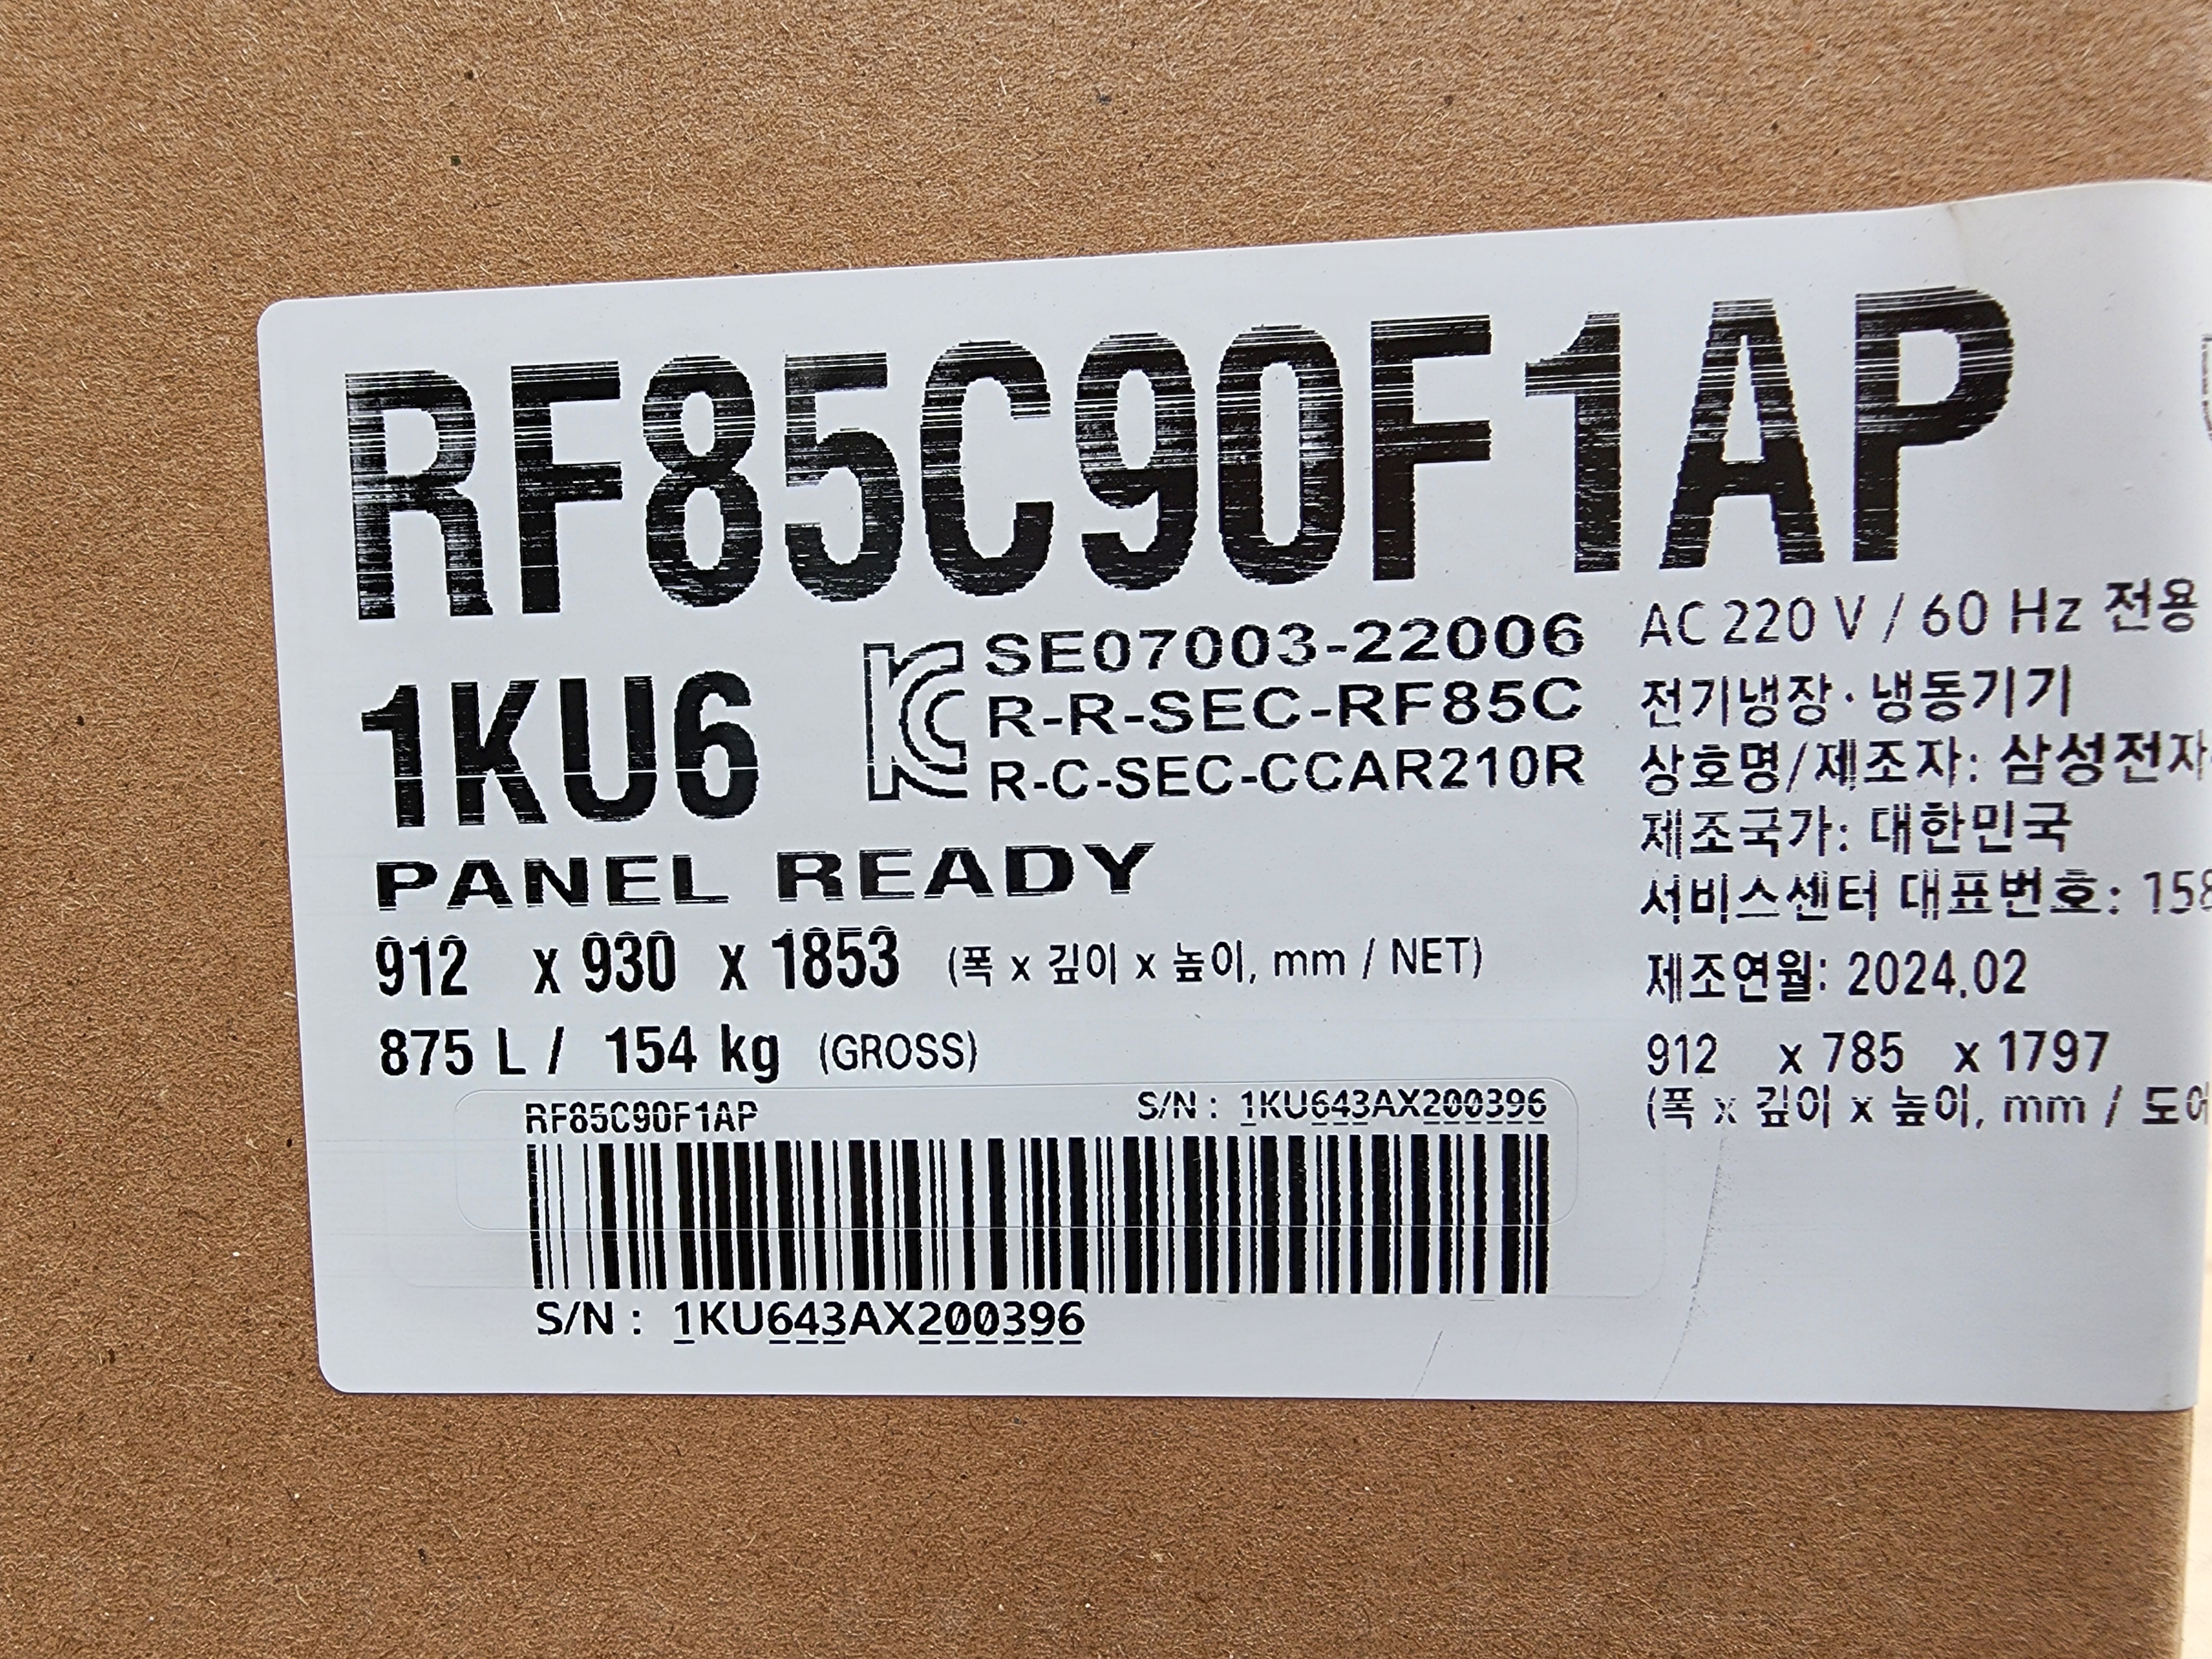 RF85C90F1AP
1KU6
SE07003-22006
R-R-SEC-RF85C
R-C-SEC-CCAR210R
PANEL READY
912 x 930 x 1853 (폭 x 깊이 x 높이, mm / NET)
875 L / 154 kg (GROSS)
AC 220 V / 60 Hz 전용
전기냉장·냉동기기
상호명/제조자: 삼성전자
제조국가: 대한민국
서비스센터 대표번호: 158
제조연월: 2024.02
912 x 785 x 1797
(폭 x 깊이 x 높이, mm / 도어
RF85C90F1AP S/N : 1KU643AX200396
S/N : 1KU643AX200396